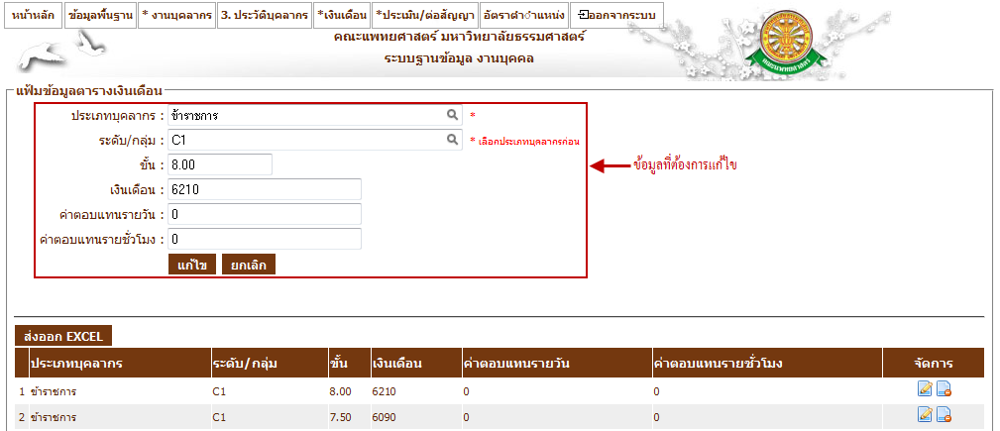 หน้าหลัก ข้อมูลพื้นฐาน * งานบุคลากร 3. ประวัติบุคลากร *เงินเดือน *ประเมิน/ต่อสัญญา อัตราตำแหน่ง ออกจากระบบ
คณะแพทยศาสตร์ มหาวิทยาลัยธรรมศาสตร์
ระบบฐานข้อมูล งานบุคคล
คณะแพทยศาสตร์
แฟ้มข้อมูลตารางเงินเดือน
ประเภทบุคลากร : ข้าราชการ *
ระดับ/กลุ่ม : C1 * เลือกประเภทบุคลากรก่อน
ขั้น : 8.00 ข้อมูลที่ต้องการแก้ไข
เงินเดือน : 6210
ค่าตอบแทนรายวัน : 0
ค่าตอบแทนรายชั่วโมง : 0
แก้ไข ยกเลิก
ส่งออก EXCEL
ประเภทบุคลากร ระดับ/กลุ่ม ขั้น เงินเดือน ค่าตอบแทนรายวัน ค่าตอบแทนรายชั่วโมง จัดการ
1 ข้าราชการ C1 8.00 6210 0 0
2 ข้าราชการ C1 7.50 6090 0 0